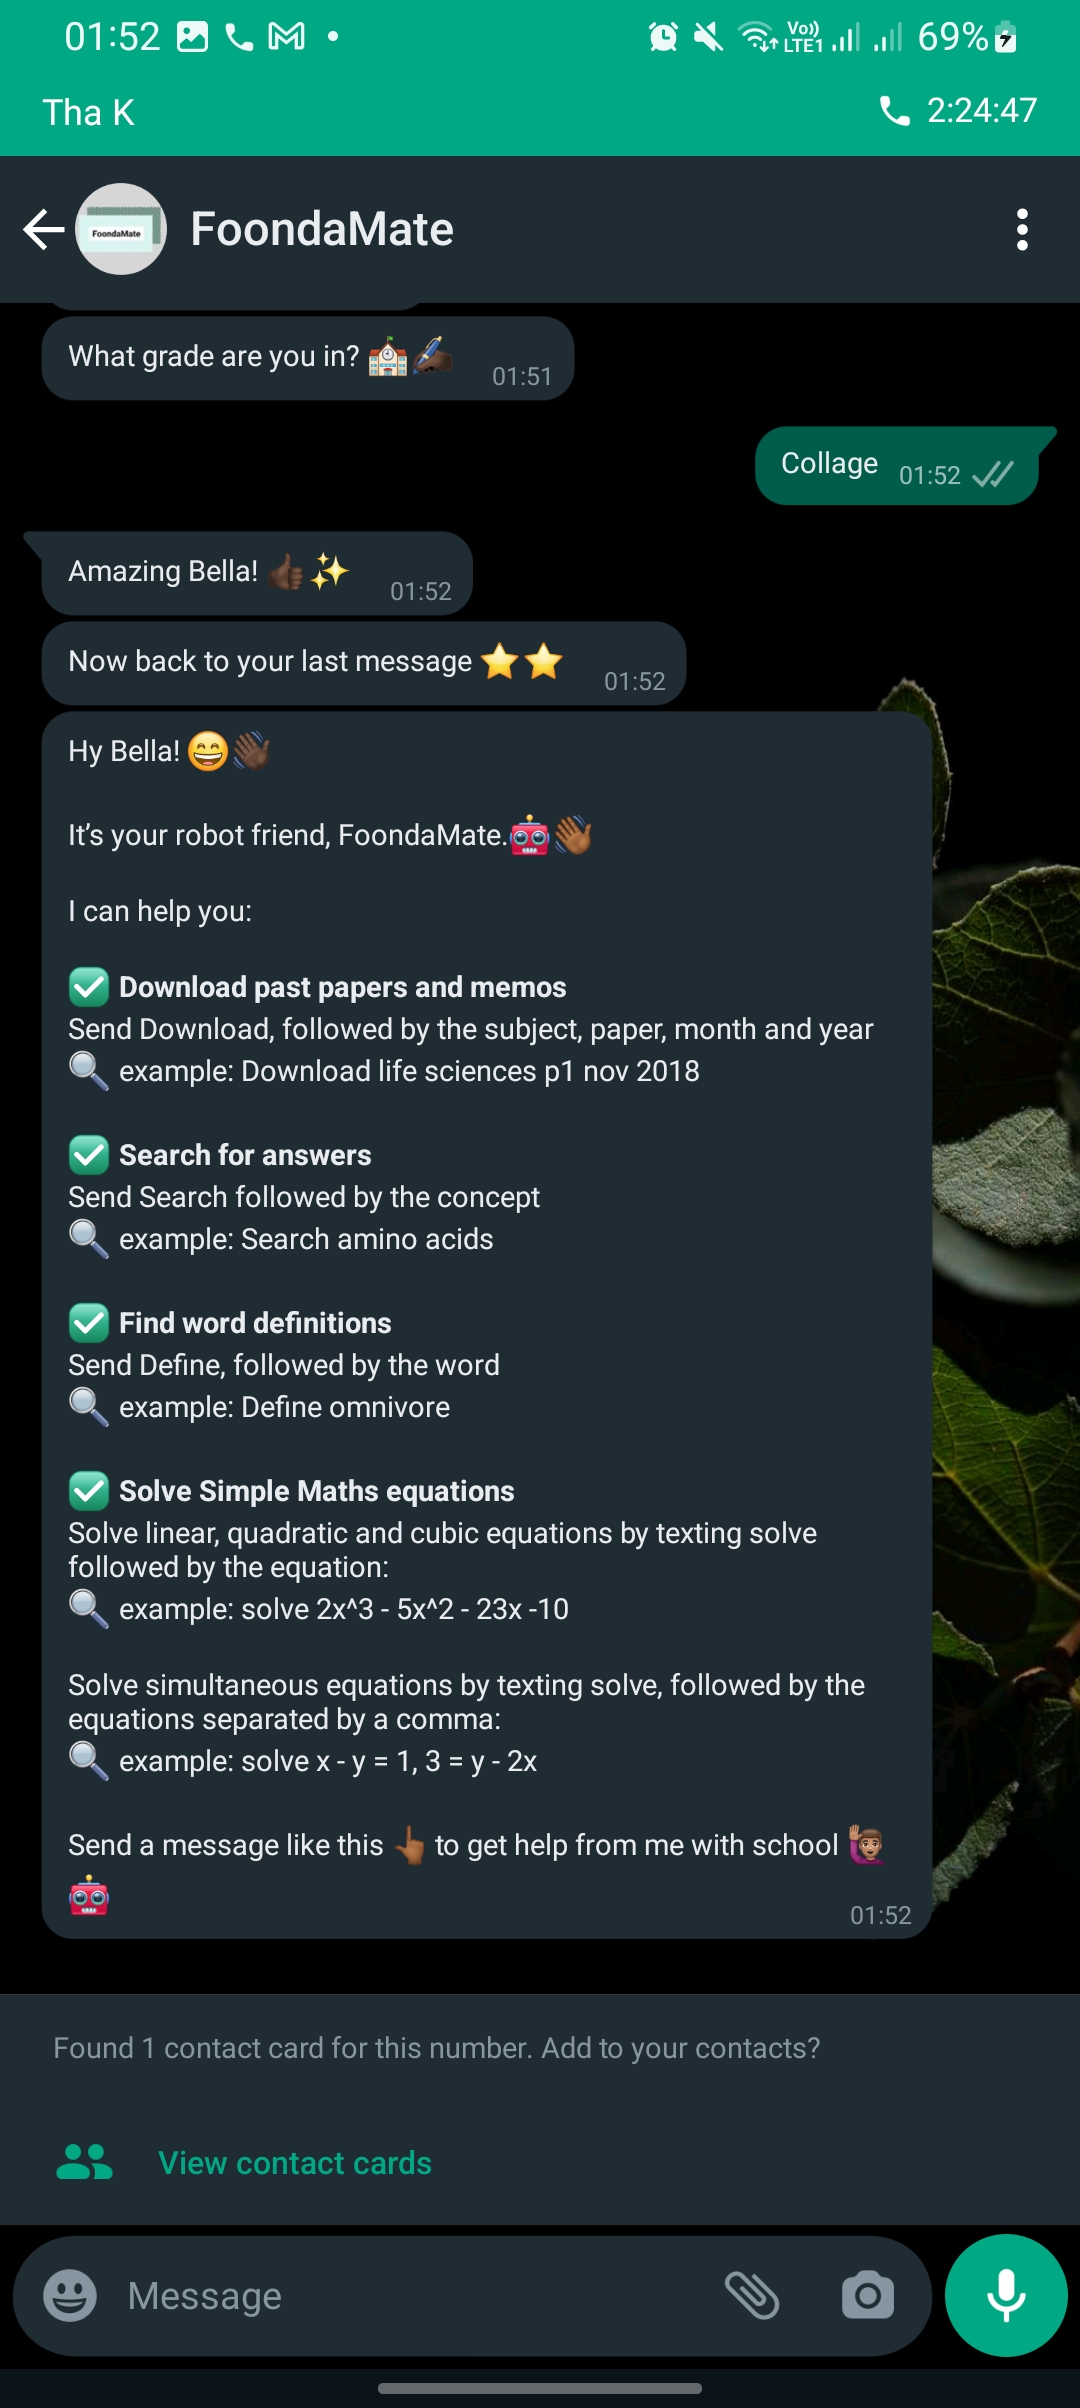 01:52
Vo))
LTE1
69%
Tha K
2:24:47
FoondaMate
FoondaMate
What grade are you in? 🏫✍🏿
01:51
Collage
01:52
Amazing Bella! 👍🏿✨
01:52
Now back to your last message ⭐⭐
01:52
Hy Bella! 😄👋🏿
It's your robot friend, FoondaMate.🤖👋🏾
I can help you:
✅ Download past papers and memos
Send Download, followed by the subject, paper, month and year
🔍 example: Download life sciences p1 nov 2018
✅ Search for answers
Send Search followed by the concept
🔍 example: Search amino acids
✅ Find word definitions
Send Define, followed by the word
🔍 example: Define omnivore
✅ Solve Simple Maths equations
Solve linear, quadratic and cubic equations by texting solve
followed by the equation:
🔍 example: solve 2x^3 - 5x^2 - 23x -10
Solve simultaneous equations by texting solve, followed by the
equations separated by a comma:
🔍 example: solve x - y = 1, 3 = y - 2x
Send a message like this 👆🏾 to get help from me with school 🙋🏽‍♂️
🤖
01:52
Found 1 contact card for this number. Add to your contacts?
View contact cards
Message